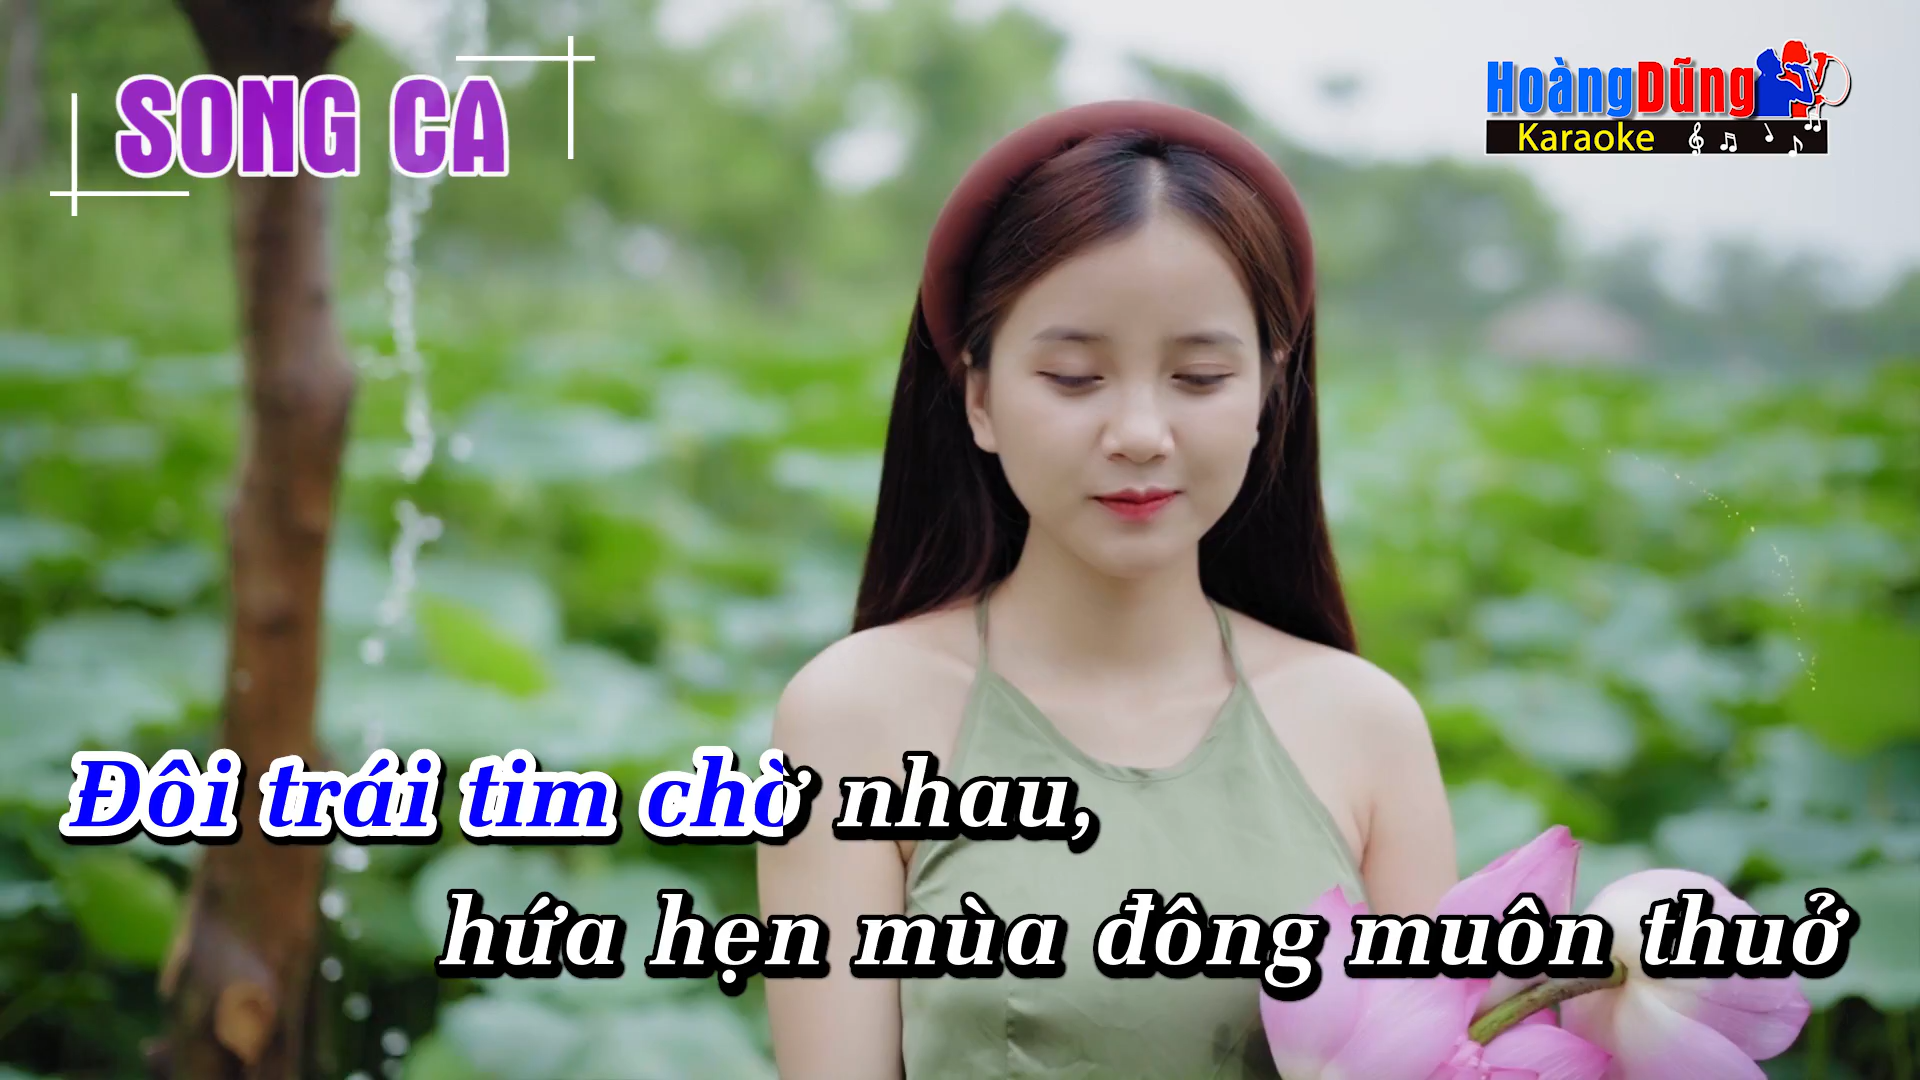 SONG CA
HoàngDũng
Karaoke
Đôi trái tim chờ nhau,
hứa hẹn mùa đông muôn thuở